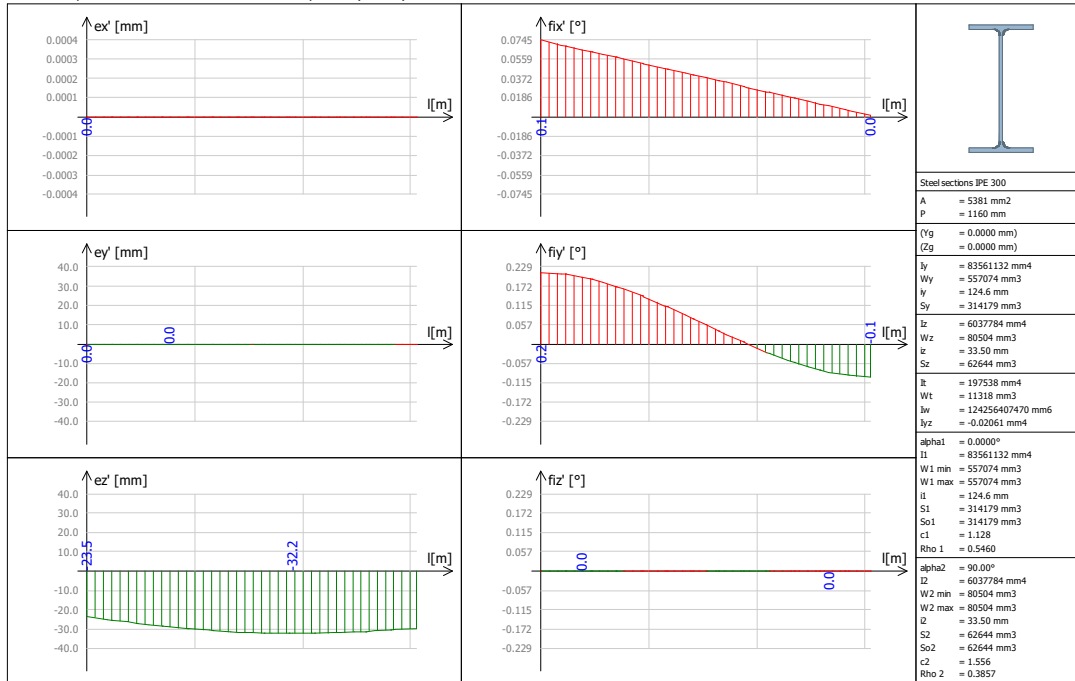 ex' [mm]
0.0004
0.0003
0.0002
0.0001
l[m]
0.0
-0.0001
-0.0002
-0.0003
-0.0004
fix' [°]
0.0745
0.0559
0.0372
0.0186
l[m]
0.1
0.0
-0.0186
-0.0372
-0.0559
-0.0745
ey' [mm]
40.0
30.0
20.0
10.0
l[m]
0.0
0.0
-10.0
-20.0
-30.0
-40.0
fiy' [°]
0.229
0.172
0.115
0.057
l[m]
0.2
-0.1
-0.057
-0.115
-0.172
-0.229
ez' [mm]
40.0
30.0
20.0
10.0
l[m]
23.5
-32.2
-10.0
-20.0
-30.0
-40.0
fiz' [°]
0.229
0.172
0.115
0.057
l[m]
0.0
0.0
-0.057
-0.115
-0.172
-0.229
Steel sections IPE 300
A = 5381 mm2
P = 1160 mm
(Yg = 0.0000 mm)
(Zg = 0.0000 mm)
Iy = 83561132 mm4
Wy = 557074 mm3
iy = 124.6 mm
Sy = 314179 mm3
Iz = 6037784 mm4
Wz = 80504 mm3
iz = 33.50 mm
Sz = 62644 mm3
It = 197538 mm4
Wt = 11318 mm3
Iw = 124256407470 mm6
Iyz = -0.02061 mm4
alpha1 = 0.0000°
I1 = 83561132 mm4
W1 min = 557074 mm3
W1 max = 557074 mm3
i1 = 124.6 mm
S1 = 314179 mm3
So1 = 314179 mm3
c1 = 1.128
Rho 1 = 0.5460
alpha2 = 90.00°
I2 = 6037784 mm4
W2 min = 80504 mm3
W2 max = 80504 mm3
i2 = 33.50 mm
S2 = 62644 mm3
So2 = 62644 mm3
c2 = 1.556
Rho 2 = 0.3857